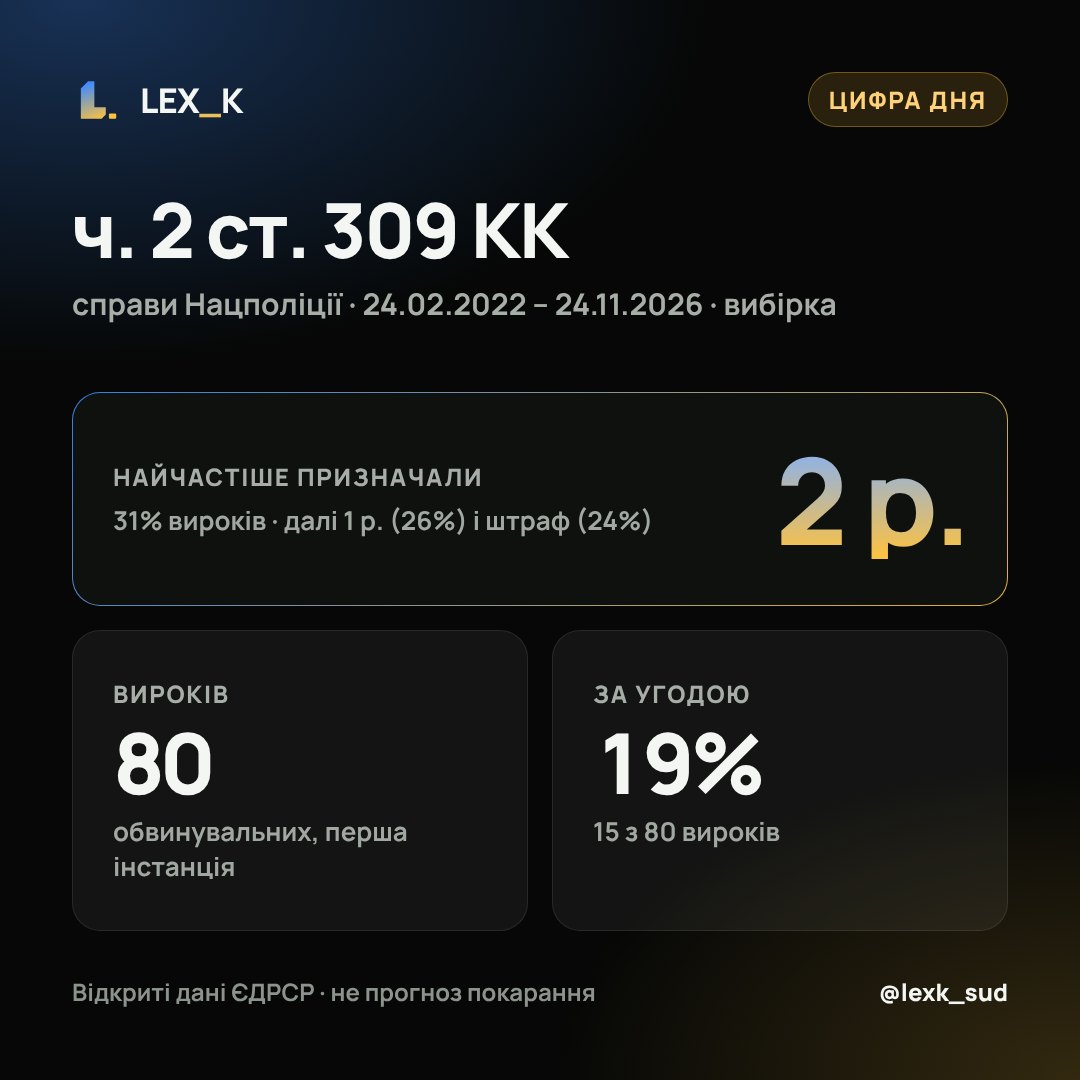 LEX_K
ЦИФРА ДНЯ
ч. 2 ст. 309 КК
справи Нацполіції · 24.02.2022 – 24.11.2026 · вибірка
НАЙЧАСТІШЕ ПРИЗНАЧАЛИ
31% вироків · далі 1 р. (26%) і штраф (24%)
2 р.
ВИРОКІВ
80
обвинувальних, перша
інстанція
ЗА УГОДОЮ
19%
15 з 80 вироків
Відкриті дані ЄДРСР · не прогноз покарання
@lexk_sud